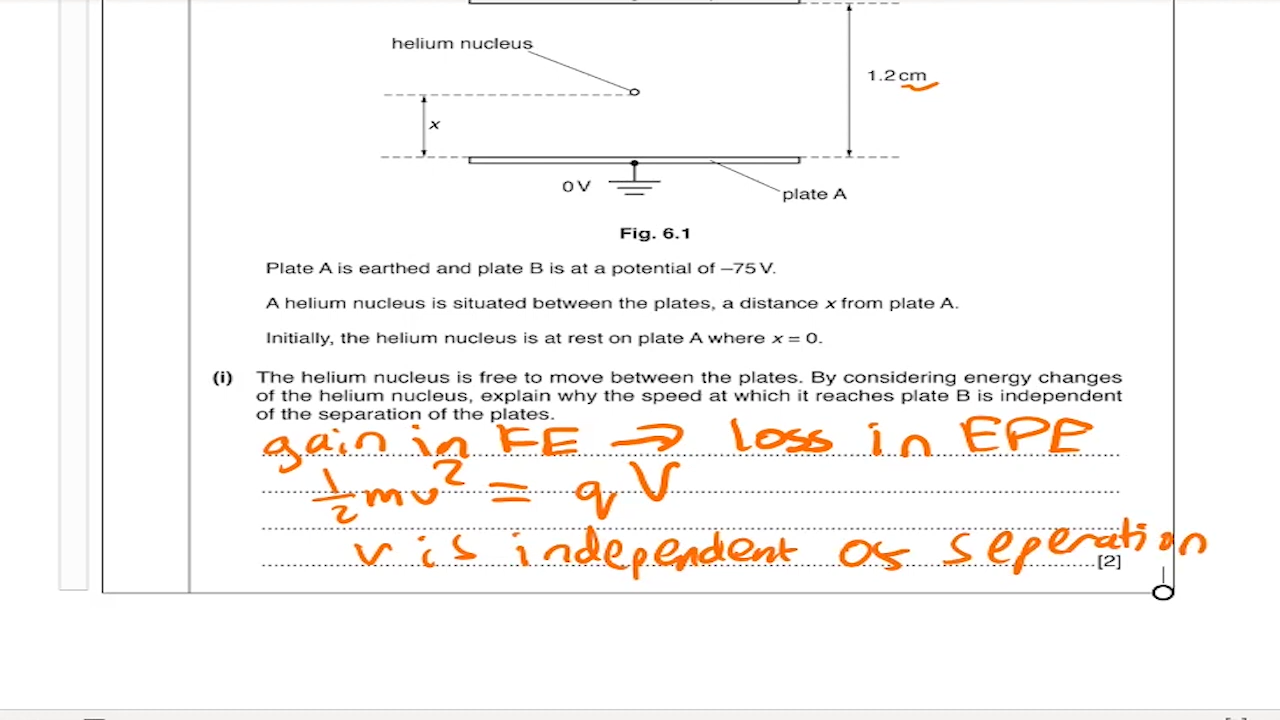 helium nucleus
1.2 cm
x
0 V
plate A
Fig. 6.1
Plate A is earthed and plate B is at a potential of –75 V.
A helium nucleus is situated between the plates, a distance x from plate A.
Initially, the helium nucleus is at rest on plate A where x = 0.
(i) The helium nucleus is free to move between the plates. By considering energy changes
of the helium nucleus, explain why the speed at which it reaches plate B is independent
of the separation of the plates.
gain in KE → loss in EPE
½mv² = qV
v is independent of seperation
[2]